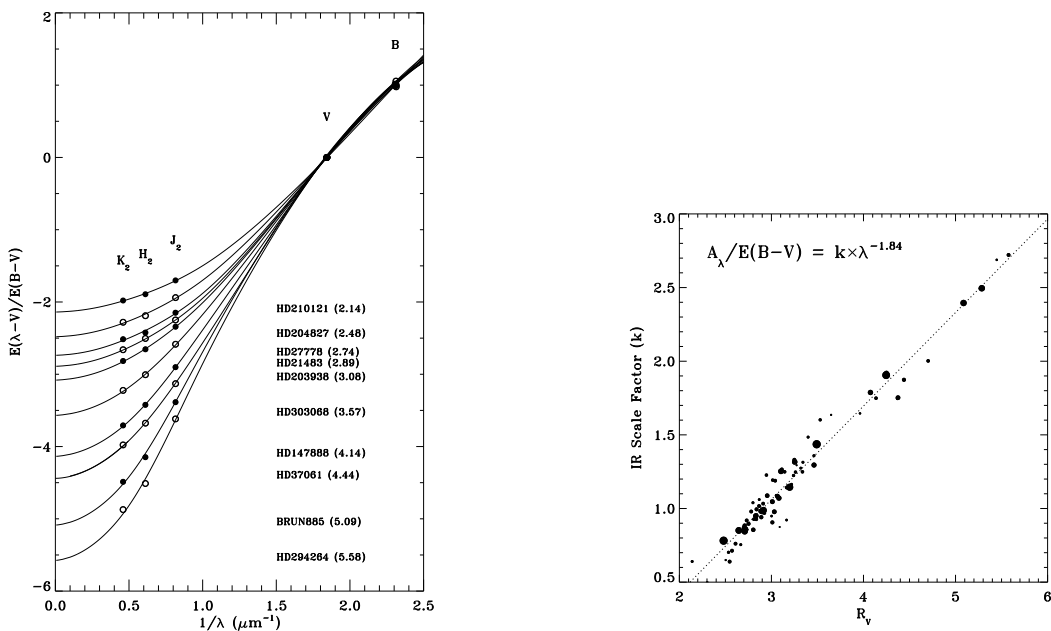 2
0
−2
−4
−6
E(λ−V)/E(B−V)
B
V
K₂
H₂
J₂
HD210121 (2.14)
HD204827 (2.48)
HD27778 (2.74)
HD21483 (2.89)
HD203938 (3.08)
HD303068 (3.57)
HD147888 (4.14)
HD37061 (4.44)
BRUN885 (5.09)
HD294264 (5.58)
0.0 0.5 1.0 1.5 2.0 2.5
1/λ (μm⁻¹)
3.0
2.5
2.0
1.5
1.0
0.5
IR Scale Factor (k)
A_λ/E(B−V) = k×λ^−1.84
2 3 4 5 6
R_V